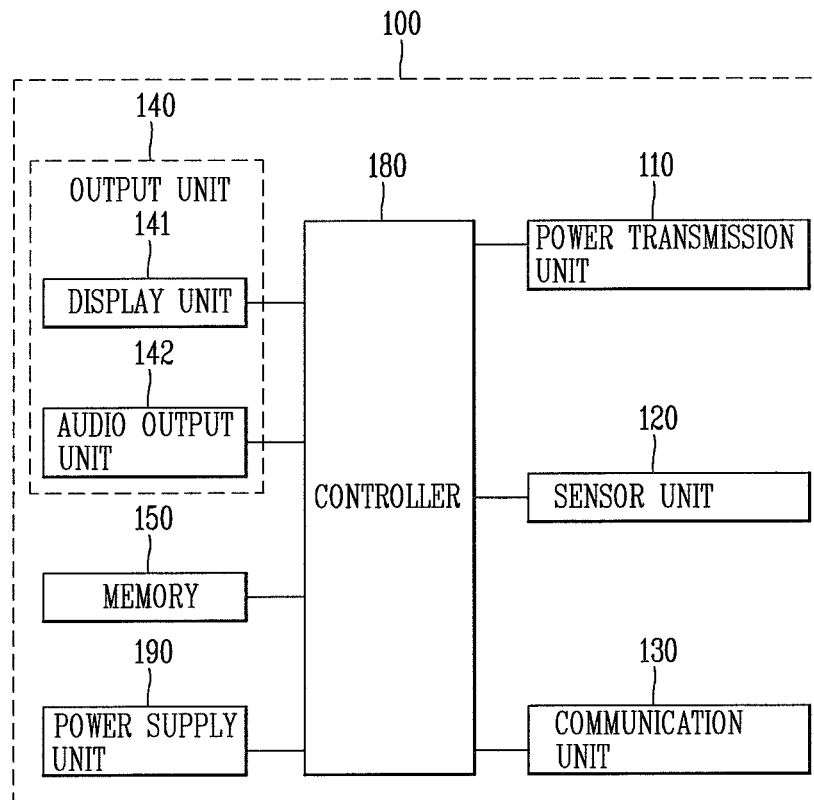 100
140
OUTPUT UNIT
141
DISPLAY UNIT
142
AUDIO OUTPUT
UNIT
150
MEMORY
190
POWER SUPPLY
UNIT
180
CONTROLLER
110
POWER TRANSMISSION
UNIT
120
SENSOR UNIT
130
COMMUNICATION
UNIT